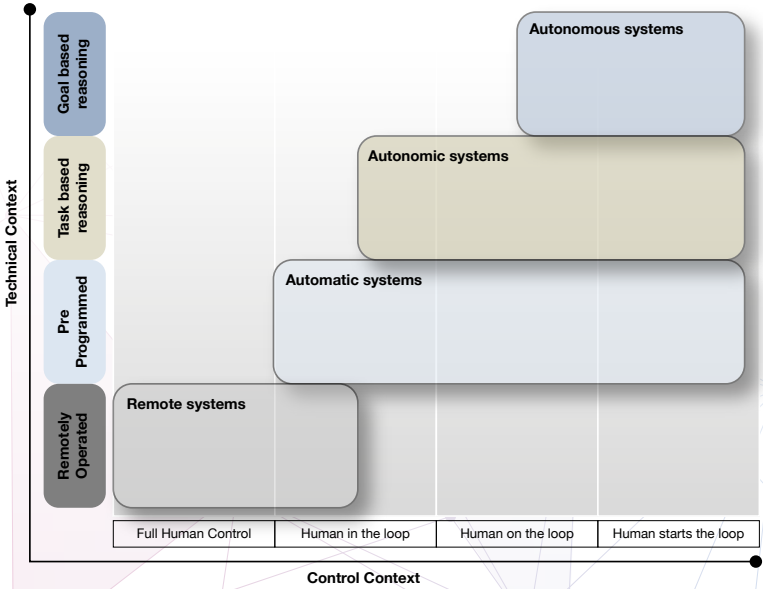 Technical Context
Goal based
reasoning
Autonomous systems
Task based
reasoning
Autonomic systems
Pre
Programmed
Automatic systems
Remotely
Operated
Remote systems
Full Human Control
Human in the loop
Human on the loop
Human starts the loop
Control Context